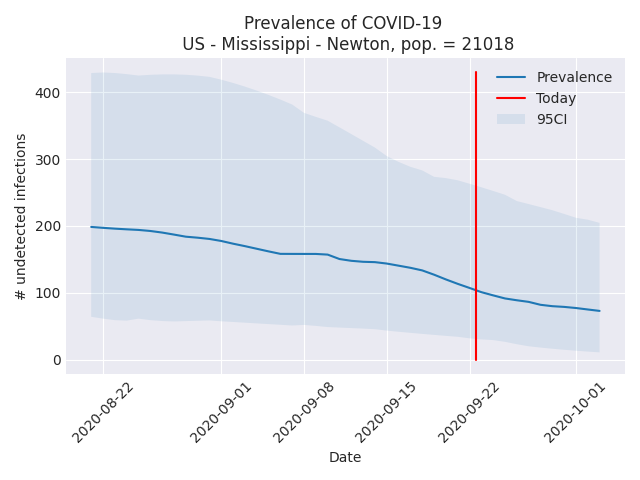 Prevalence of COVID-19
US - Mississippi - Newton, pop. = 21018
Prevalence
Today
95CI
# undetected infections
400
300
200
100
0
2020-08-22
2020-09-01
2020-09-08
2020-09-15
2020-09-22
2020-10-01
Date